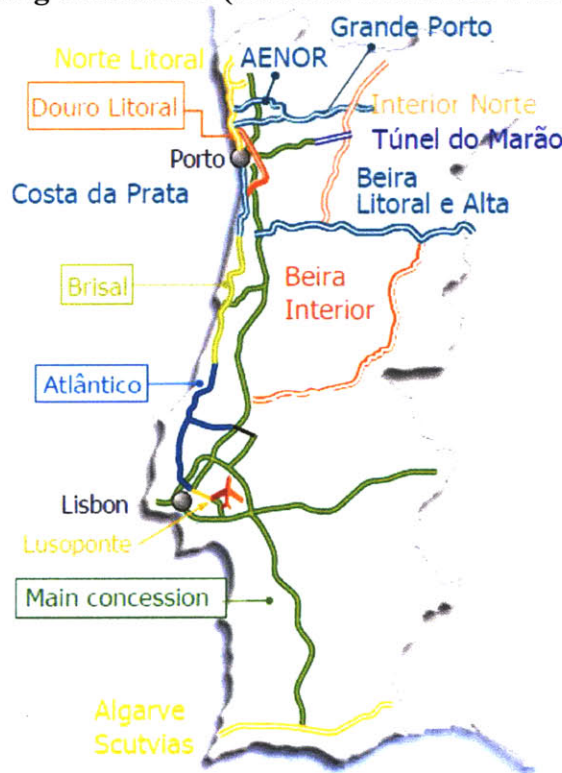 Grande Porto
Norte Litoral
AENOR
Douro Litoral
Interior Norte
Túnel do Marão
Porto
Beira
Litoral e Alta
Costa da Prata
Brisal
Beira
Interior
Atlântico
Lisbon
Lusoponte
Main concession
Algarve
Scutvias